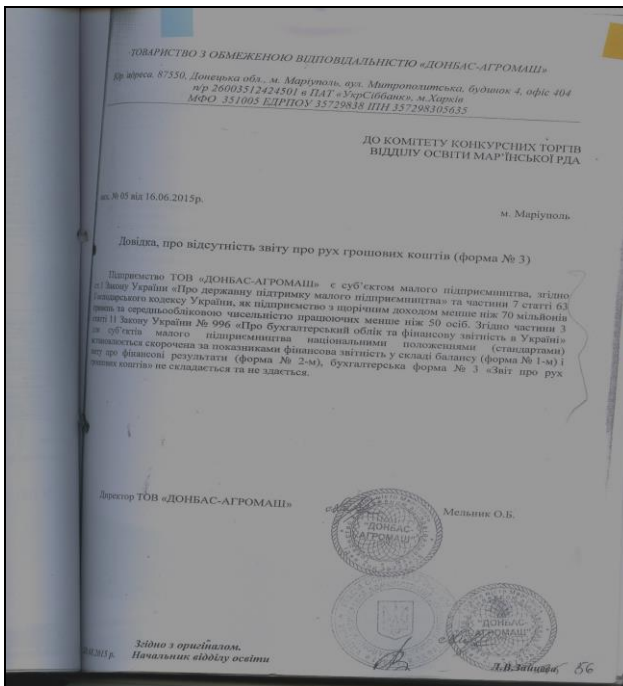 ТОВАРИСТВО З ОБМЕЖЕНОЮ ВІДПОВІДАЛЬНІСТЮ «ДОНБАС-АГРОМАШ»
адреса. 87550, Донецька обл., м. Маріуполь, вул. Митрополитська, будинок 4, офіс 404
п/р 26003512424501 в ПАТ «УкрСіббанк», м.Харків
МФО 351005 ЕДРПОУ 35729838 ІПН 357298305635
ДО КОМІТЕТУ КОНКУРСНИХ ТОРГІВ
ВІДДІЛУ ОСВІТИ МАР'ЇНСЬКОЇ РДА
№ 05 від 16.06.2015р.
м. Маріуполь
Довідка, про відсутність звіту про рух грошових коштів (форма № 3)
Підприємство ТОВ «ДОНБАС-АГРОМАШ» є суб'єктом малого підприємництва, згідно
Закону України «Про державну підтримку малого підприємництва» та частини 7 статті 63
Господарського кодексу України, як підприємство з щорічним доходом менше ніж 70 мільйонів
та середньообліковою чисельністю працюючих менше ніж 50 осіб. Згідно частини 3
статті 11 Закону України № 996 «Про бухгалтерський облік та фінансову звітність в Україні»
суб'єктів малого підприємництва національними положеннями (стандартами)
скорочена за показниками фінансова звітність у складі балансу (форма № 1-м) і
про фінансові результати (форма № 2-м), бухгалтерська форма № 3 «Звіт про рух
коштів» не складається та не здається.
Директор ТОВ «ДОНБАС-АГРОМАШ»
Мельник О.Б.
"ДОНБАС-
АГРОМАШ"
"ДОНБАС-
АГРОМАШ"
Згідно з оригіналом.
Начальник відділу освіти
2015 р.
Л.В.Зайцева
56